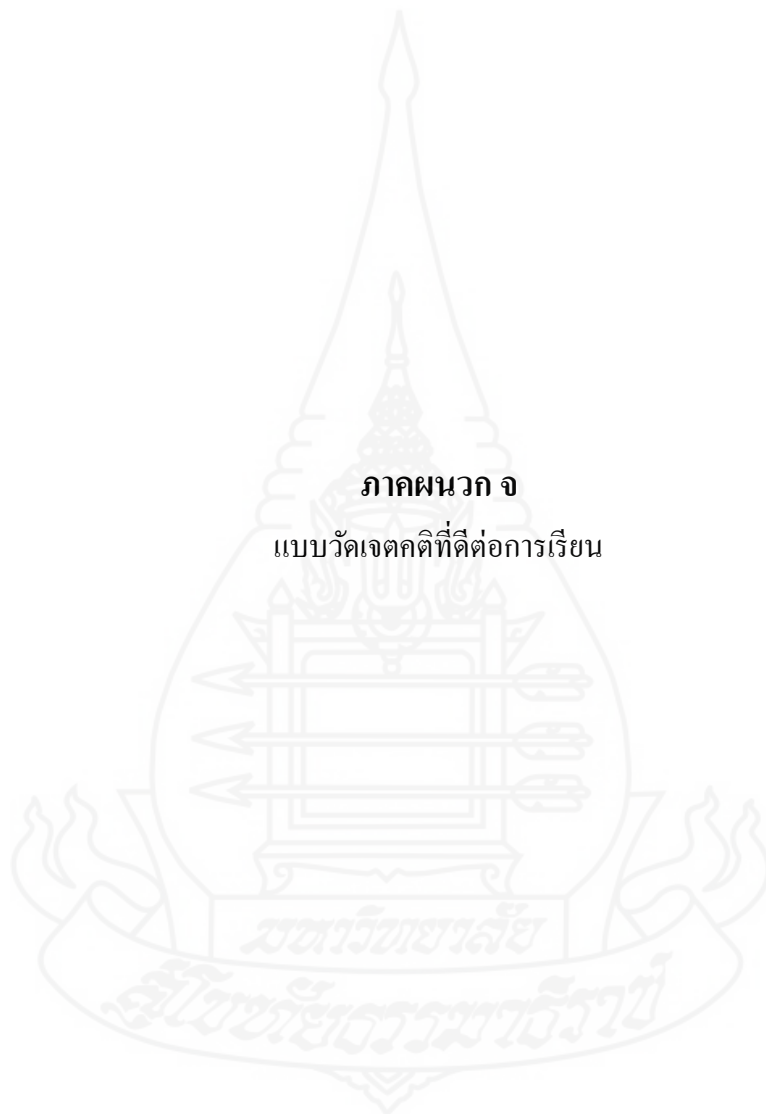 ภาคผนวก จ
แบบวัดเจตคติที่ดีต่อการเรียน
มหาวิทยาลัย
สุโขทัยธรรมาธิราช